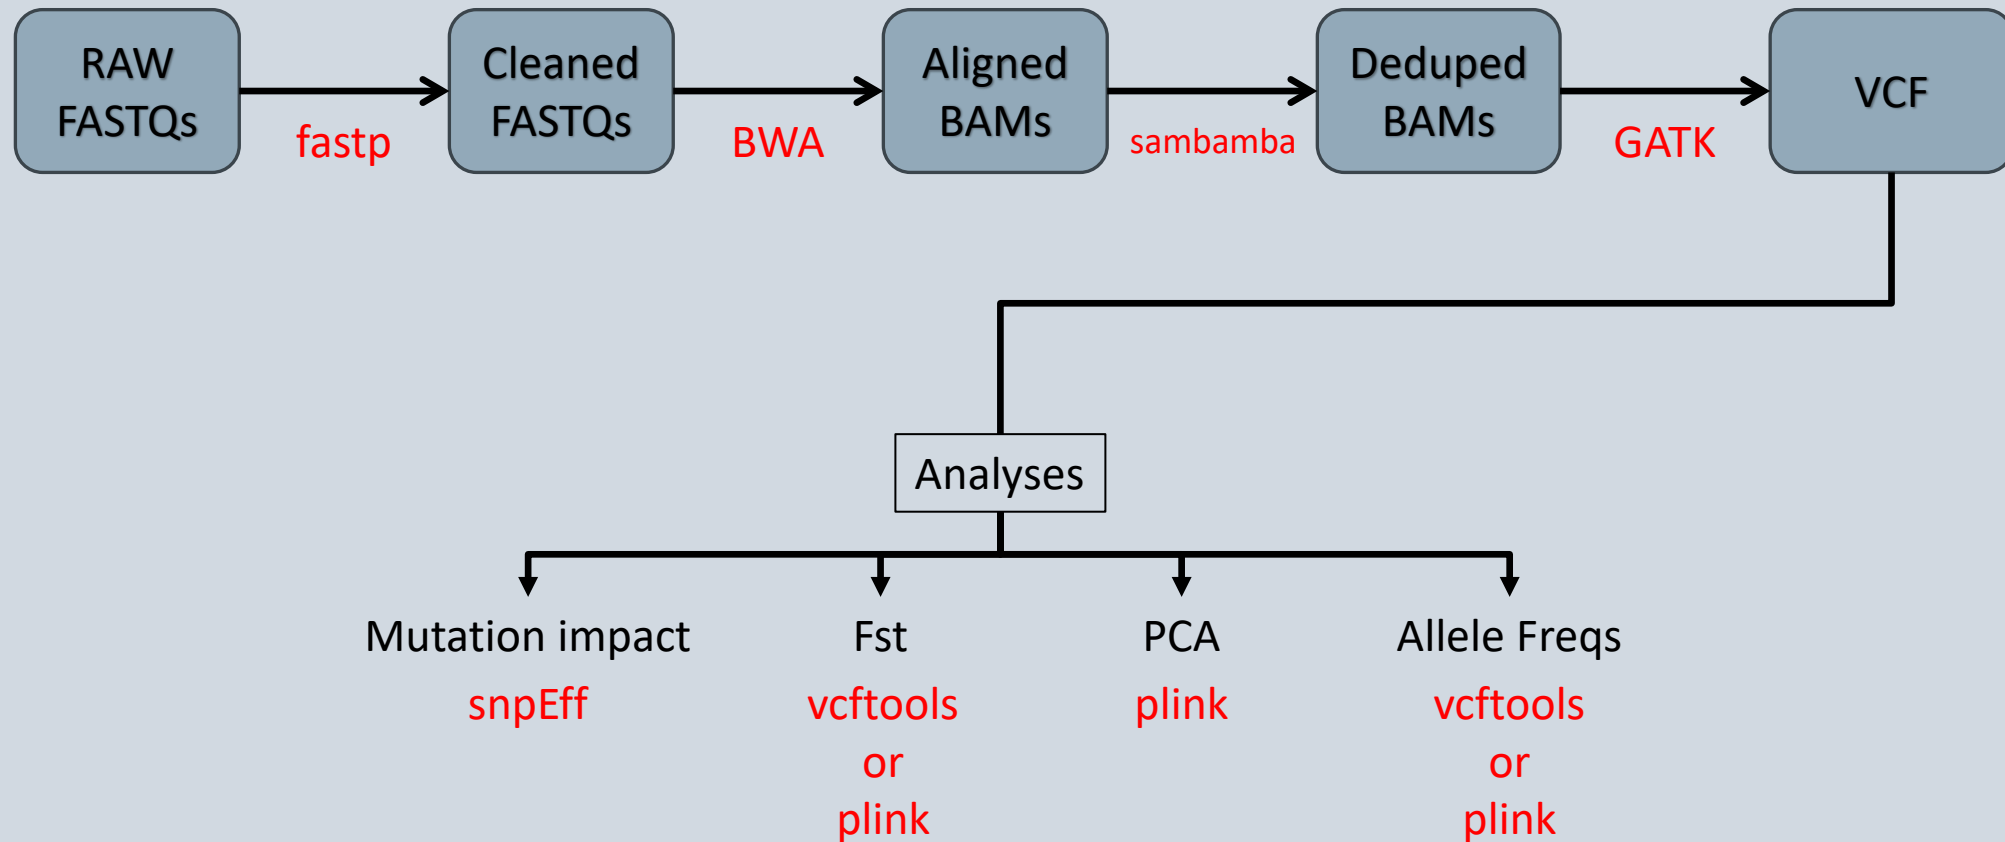 RAW
FASTQs
fastp
Cleaned
FASTQs
BWA
Aligned
BAMs
sambamba
Deduped
BAMs
GATK
VCF
Analyses
Mutation impact
snpEff
Fst
vcftools
or
plink
PCA
plink
Allele Freqs
vcftools
or
plink